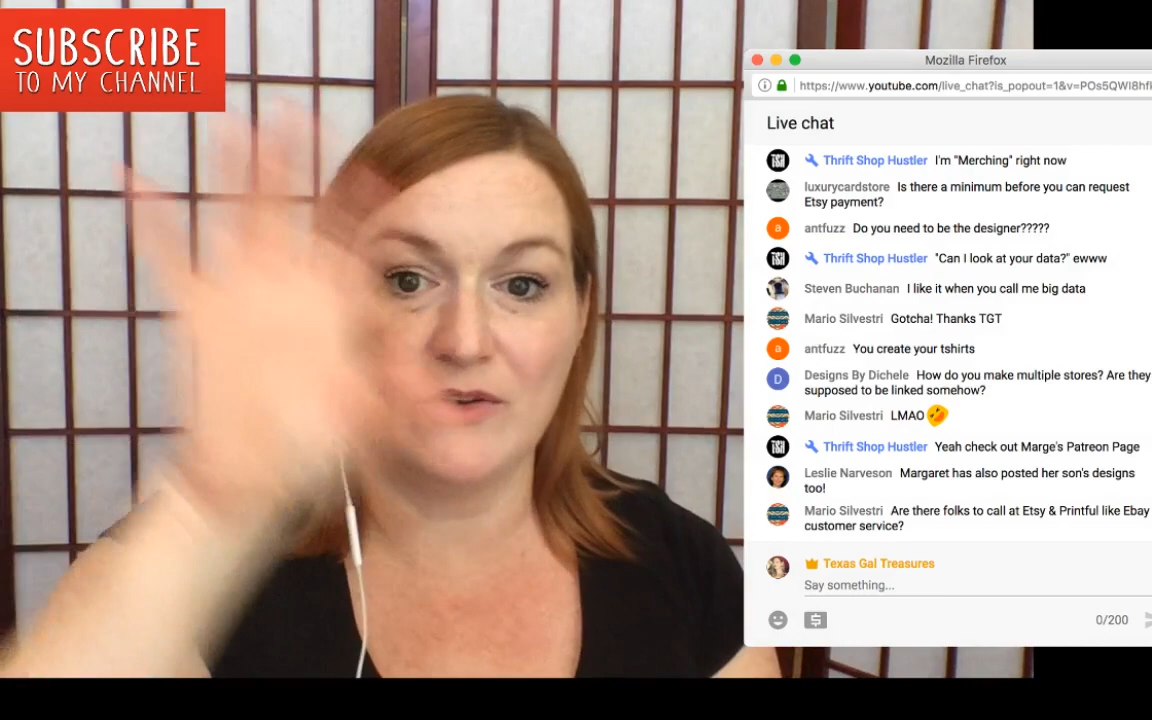 SUBSCRIBE
TO MY CHANNEL
Mozilla Firefox
https://www.youtube.com/live_chat?is_popout=1&v=POs5QWI8hfk
Live chat
TSH Thrift Shop Hustler I'm "Merching" right now
luxurycardstore Is there a minimum before you can request
Etsy payment?
a antfuzz Do you need to be the designer?????
TSH Thrift Shop Hustler "Can I look at your data?" ewww
Steven Buchanan I like it when you call me big data
Mario Silvestri Gotcha! Thanks TGT
a antfuzz You create your tshirts
D Designs By Dichele How do you make multiple stores? Are they
supposed to be linked somehow?
Mario Silvestri LMAO 🤣
TSH Thrift Shop Hustler Yeah check out Marge's Patreon Page
Leslie Narveson Margaret has also posted her son's designs
too!
Mario Silvestri Are there folks to call at Etsy & Printful like Ebay
customer service?
Texas Gal Treasures
Say something...
0/200